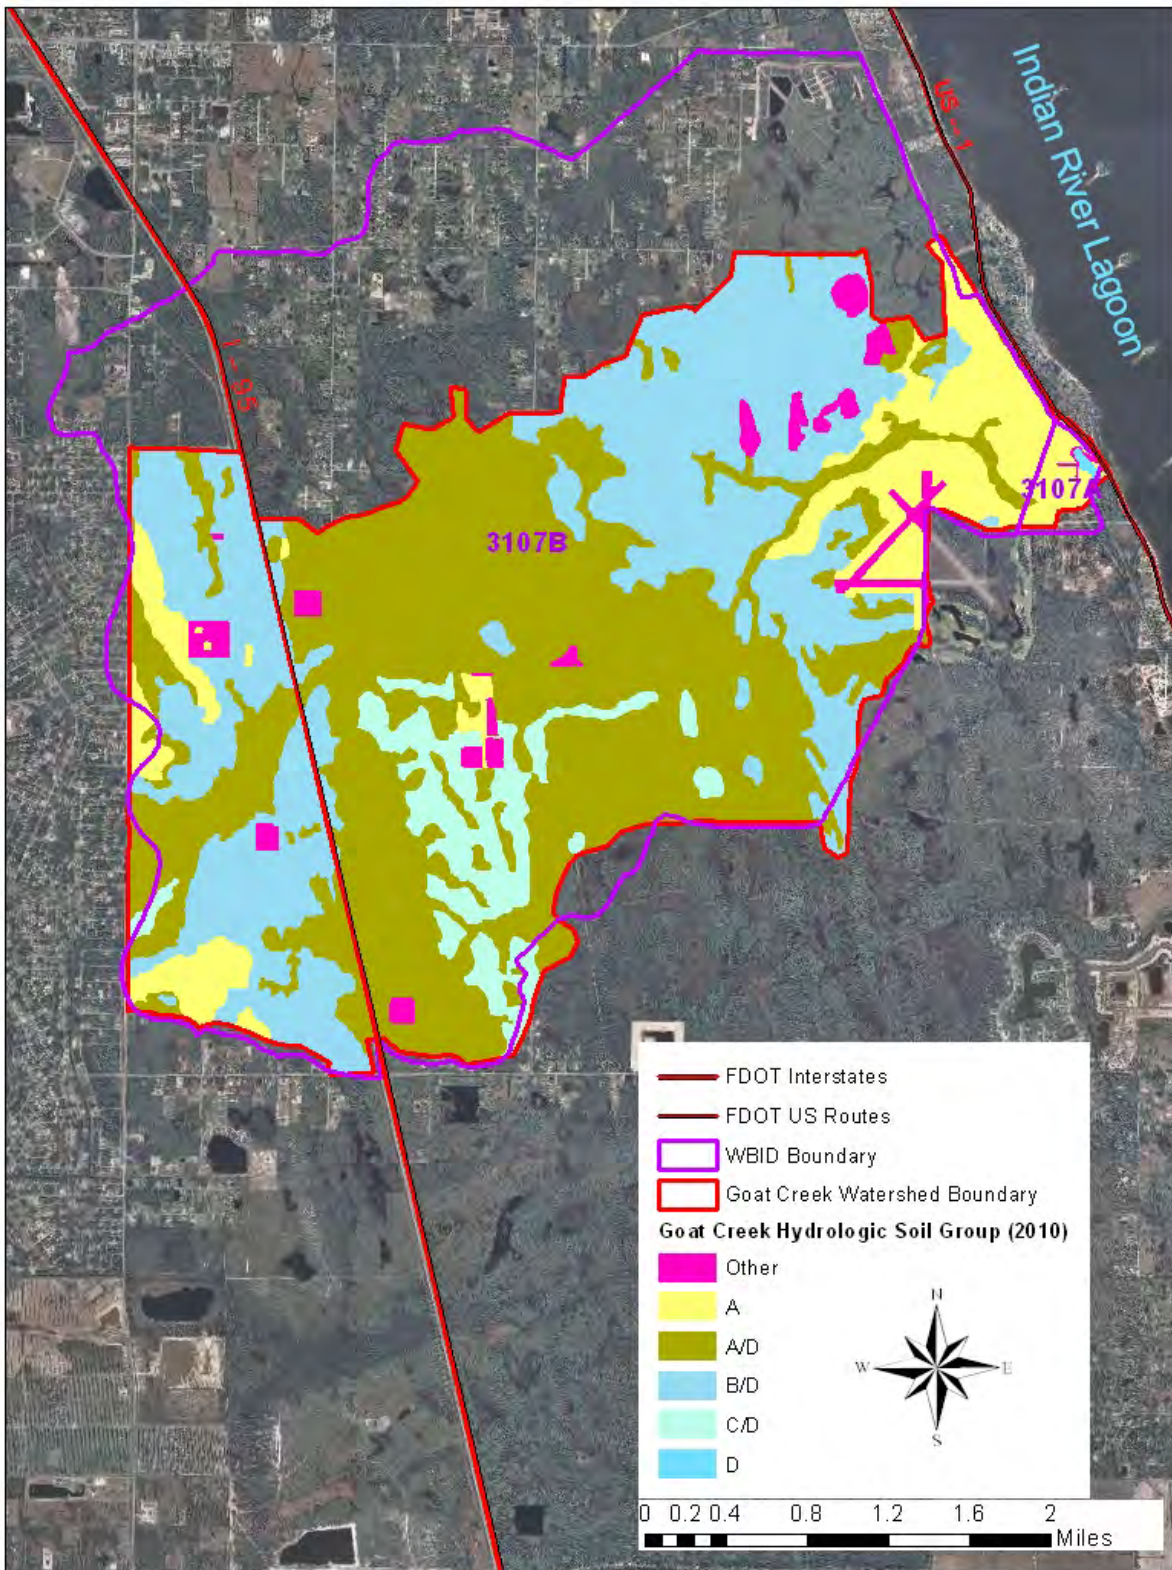 Indian River Lagoon
US - 1
I - 95
3107A
3107B
FDOT Interstates
FDOT US Routes
WBID Boundary
Goat Creek Watershed Boundary
Goat Creek Hydrologic Soil Group (2010)
Other
A
A/D
B/D
C/D
D
N
W E
S
0 0.2 0.4 0.8 1.2 1.6 2
Miles